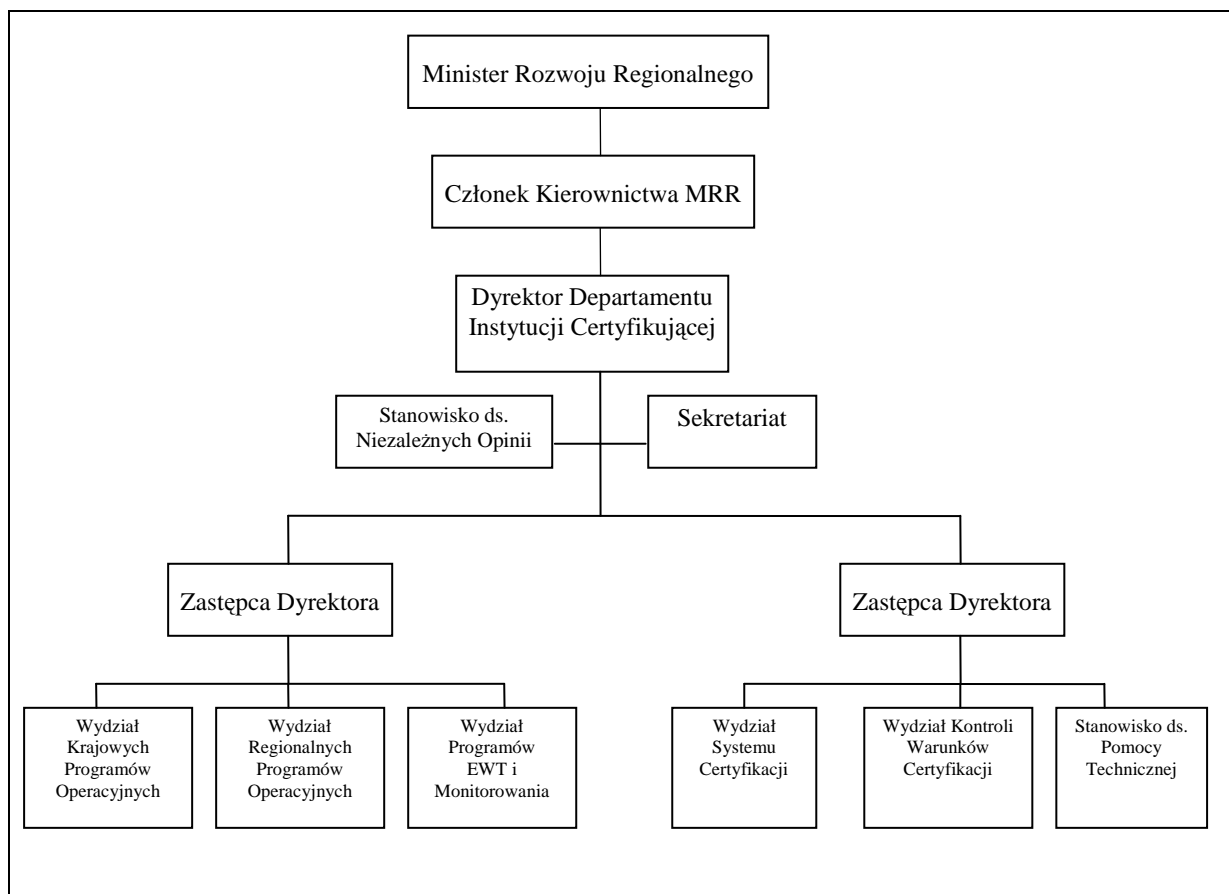 Minister Rozwoju Regionalnego
Członek Kierownictwa MRR
Dyrektor Departamentu
Instytucji Certyfikującej
Stanowisko ds.
Niezależnych Opinii
Sekretariat
Zastępca Dyrektora
Zastępca Dyrektora
Wydział
Krajowych
Programów
Operacyjnych
Wydział
Regionalnych
Programów
Operacyjnych
Wydział
Programów
EWT i
Monitorowania
Wydział
Systemu
Certyfikacji
Wydział Kontroli
Warunków
Certyfikacji
Stanowisko ds.
Pomocy
Technicznej